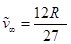 ṽ∞ = 12R / 27